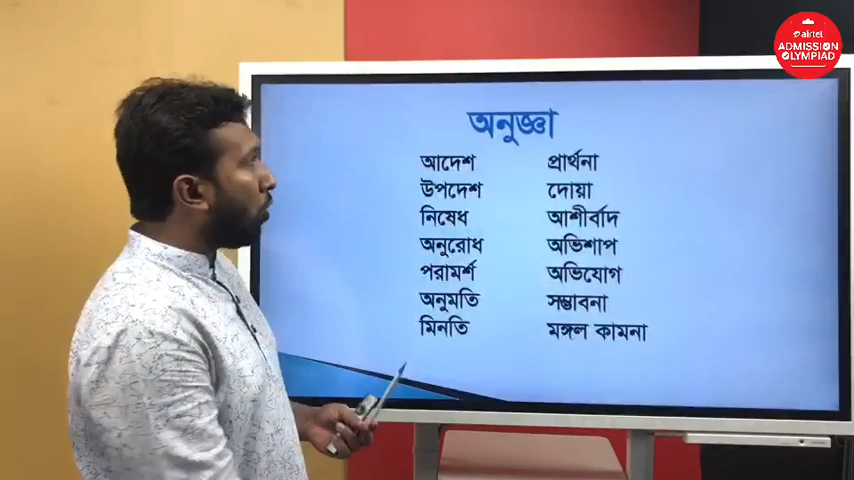 airtel
ADMISSION
OLYMPIAD
অনুজ্ঞা
আদেশ
উপদেশ
নিষেধ
অনুরোধ
পরামর্শ
অনুমতি
মিনতি
প্রার্থনা
দোয়া
আশীর্বাদ
অভিশাপ
অভিযোগ
সম্ভাবনা
মঙ্গল কামনা